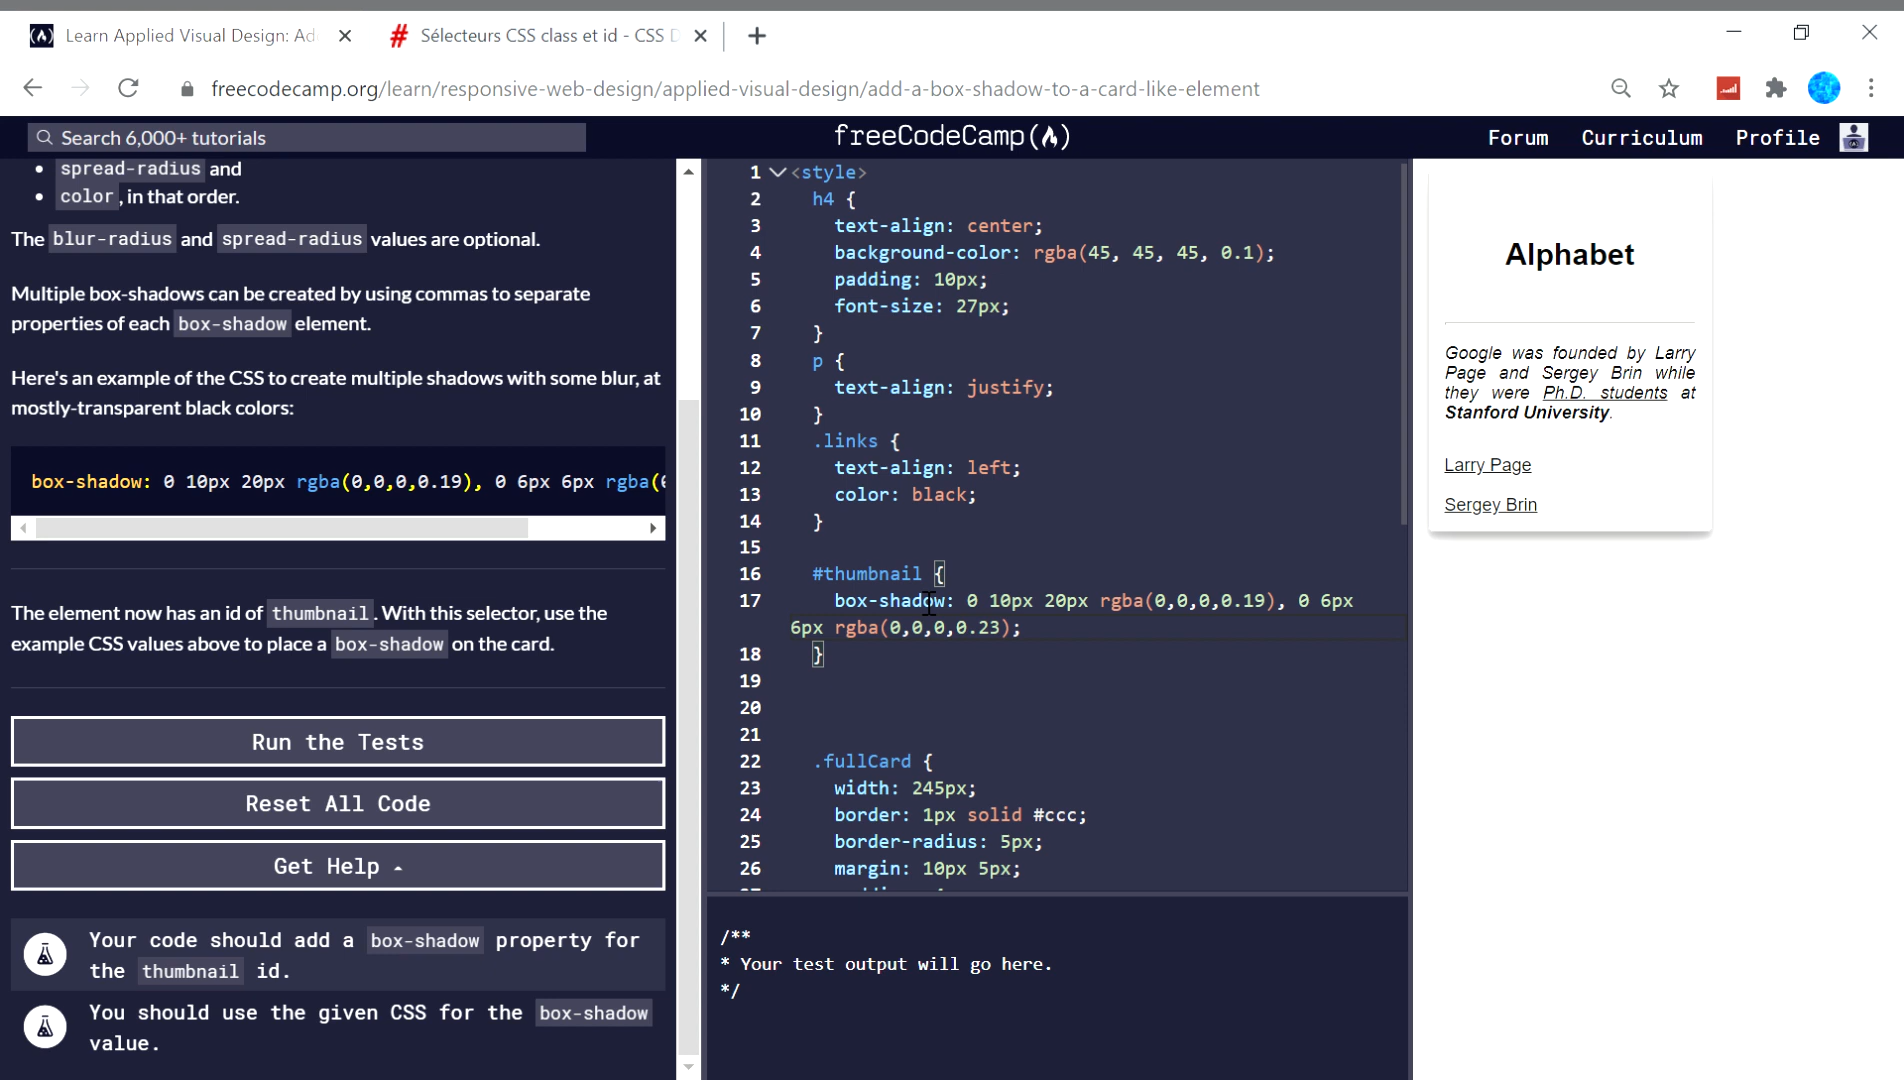 Learn Applied Visual Design: Ad
Sélecteurs CSS class et id - CSS D
freecodecamp.org/learn/responsive-web-design/applied-visual-design/add-a-box-shadow-to-a-card-like-element
Search 6,000+ tutorials
freeCodeCamp
Forum Curriculum Profile
spread-radius and
color, in that order.
The blur-radius and spread-radius values are optional.
Multiple box-shadows can be created by using commas to separate
properties of each box-shadow element.
Here's an example of the CSS to create multiple shadows with some blur, at
mostly-transparent black colors:
box-shadow: 0 10px 20px rgba(0,0,0,0.19), 0 6px 6px rgba(
The element now has an id of thumbnail. With this selector, use the
example CSS values above to place a box-shadow on the card.
Run the Tests
Reset All Code
Get Help
Your code should add a box-shadow property for
the thumbnail id.
You should use the given CSS for the box-shadow
value.
1 <style>
2 h4 {
3 text-align: center;
4 background-color: rgba(45, 45, 45, 0.1);
5 padding: 10px;
6 font-size: 27px;
7 }
8 p {
9 text-align: justify;
10 }
11 .links {
12 text-align: left;
13 color: black;
14 }
15
16 #thumbnail {
17 box-shadow: 0 10px 20px rgba(0,0,0,0.19), 0 6px
6px rgba(0,0,0,0.23);
18 }
19
20
21
22 .fullCard {
23 width: 245px;
24 border: 1px solid #ccc;
25 border-radius: 5px;
26 margin: 10px 5px;
/**
* Your test output will go here.
*/
Alphabet
Google was founded by Larry
Page and Sergey Brin while
they were Ph.D. students at
Stanford University.
Larry Page
Sergey Brin